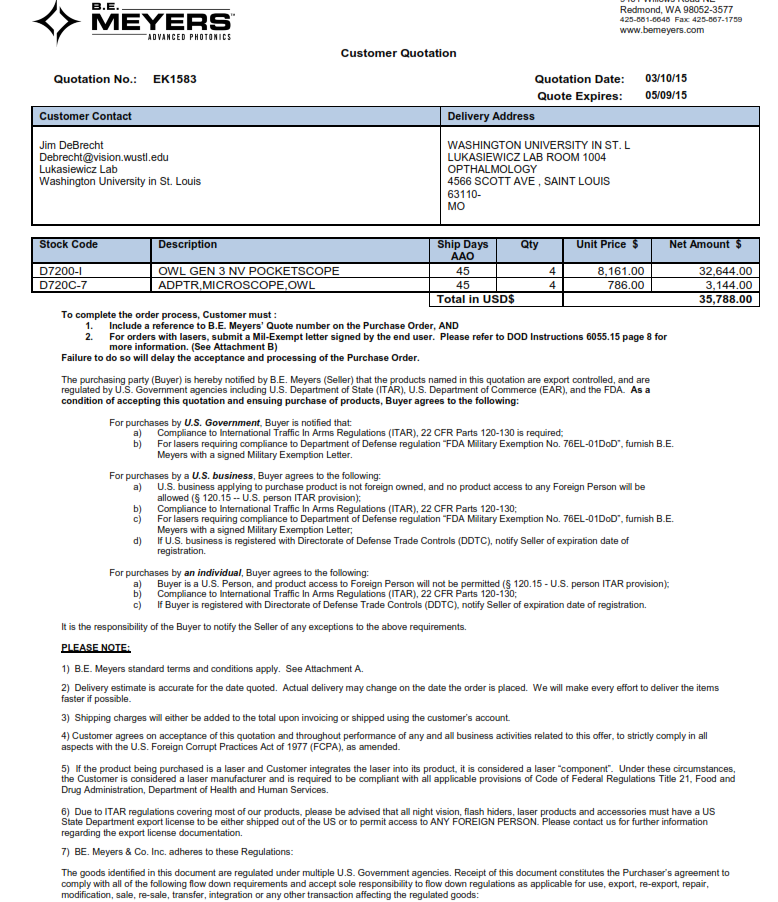 B.E.
MEYERS
ADVANCED PHOTONICS
Redmond, WA 98052-3577
425-881-6648 Fax: 425-867-1759
www.bemeyers.com
Customer Quotation
Quotation No.: EK1583
Quotation Date: 03/10/15
Quote Expires: 05/09/15
Customer Contact
Jim DeBrecht
Debrecht@vision.wustl.edu
Lukasiewicz Lab
Washington University in St. Louis
Delivery Address
WASHINGTON UNIVERSITY IN ST. L
LUKASIEWICZ LAB ROOM 1004
OPTHALMOLOGY
4566 SCOTT AVE , SAINT LOUIS
63110-
MO
Stock Code Description Ship Days AAO Qty Unit Price $ Net Amount $
D7200-I OWL GEN 3 NV POCKETSCOPE 45 4 8,161.00 32,644.00
D720C-7 ADPTR,MICROSCOPE,OWL 45 4 786.00 3,144.00
Total in USD$ 35,788.00
To complete the order process, Customer must :
1. Include a reference to B.E. Meyers' Quote number on the Purchase Order, AND
2. For orders with lasers, submit a Mil-Exempt letter signed by the end user. Please refer to DOD Instructions 6055.15 page 8 for
more information. (See Attachment B)
Failure to do so will delay the acceptance and processing of the Purchase Order.
The purchasing party (Buyer) is hereby notified by B.E. Meyers (Seller) that the products named in this quotation are export controlled, and are
regulated by U.S. Government agencies including U.S. Department of State (ITAR), U.S. Department of Commerce (EAR), and the FDA. As a
condition of accepting this quotation and ensuing purchase of products, Buyer agrees to the following:
For purchases by U.S. Government, Buyer is notified that:
a) Compliance to International Traffic In Arms Regulations (ITAR), 22 CFR Parts 120-130 is required;
b) For lasers requiring compliance to Department of Defense regulation "FDA Military Exemption No. 76EL-01DoD", furnish B.E.
Meyers with a signed Military Exemption Letter.
For purchases by a U.S. business, Buyer agrees to the following:
a) U.S. business applying to purchase product is not foreign owned, and no product access to any Foreign Person will be
allowed (§ 120.15 -- U.S. person ITAR provision);
b) Compliance to International Traffic In Arms Regulations (ITAR), 22 CFR Parts 120-130;
c) For lasers requiring compliance to Department of Defense regulation "FDA Military Exemption No. 76EL-01DoD", furnish B.E.
Meyers with a signed Military Exemption Letter;
d) If U.S. business is registered with Directorate of Defense Trade Controls (DDTC), notify Seller of expiration date of
registration.
For purchases by an individual, Buyer agrees to the following:
a) Buyer is a U.S. Person, and product access to Foreign Person will not be permitted (§ 120.15 - U.S. person ITAR provision);
b) Compliance to International Traffic In Arms Regulations (ITAR), 22 CFR Parts 120-130;
c) If Buyer is registered with Directorate of Defense Trade Controls (DDTC), notify Seller of expiration date of registration.
It is the responsibility of the Buyer to notify the Seller of any exceptions to the above requirements.
PLEASE NOTE:
1) B.E. Meyers standard terms and conditions apply. See Attachment A.
2) Delivery estimate is accurate for the date quoted. Actual delivery may change on the date the order is placed. We will make every effort to deliver the items
faster if possible.
3) Shipping charges will either be added to the total upon invoicing or shipped using the customer's account.
4) Customer agrees on acceptance of this quotation and throughout performance of any and all business activities related to this offer, to strictly comply in all
aspects with the U.S. Foreign Corrupt Practices Act of 1977 (FCPA), as amended.
5) If the product being purchased is a laser and Customer integrates the laser into its product, it is considered a laser "component". Under these circumstances,
the Customer is considered a laser manufacturer and is required to be compliant with all applicable provisions of Code of Federal Regulations Title 21, Food and
Drug Administration, Department of Health and Human Services.
6) Due to ITAR regulations covering most of our products, please be advised that all night vision, flash hiders, laser products and accessories must have a US
State Department export license to be either shipped out of the US or to permit access to ANY FOREIGN PERSON. Please contact us for further information
regarding the export license documentation.
7) BE. Meyers & Co. Inc. adheres to these Regulations:
The goods identified in this document are regulated under multiple U.S. Government agencies. Receipt of this document constitutes the Purchaser's agreement to
comply with all of the following flow down requirements and accept sole responsibility to flow down regulations as applicable for use, export, re-export, repair,
modification, sale, re-sale, transfer, integration or any other transaction affecting the regulated goods: